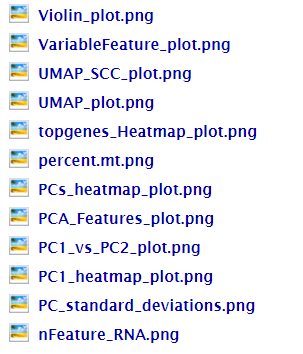 Violin_plot.png
VariableFeature_plot.png
UMAP_SCC_plot.png
UMAP_plot.png
topgenes_Heatmap_plot.png
percent.mt.png
PCs_heatmap_plot.png
PCA_Features_plot.png
PC1_vs_PC2_plot.png
PC1_heatmap_plot.png
PC_standard_deviations.png
nFeature_RNA.png